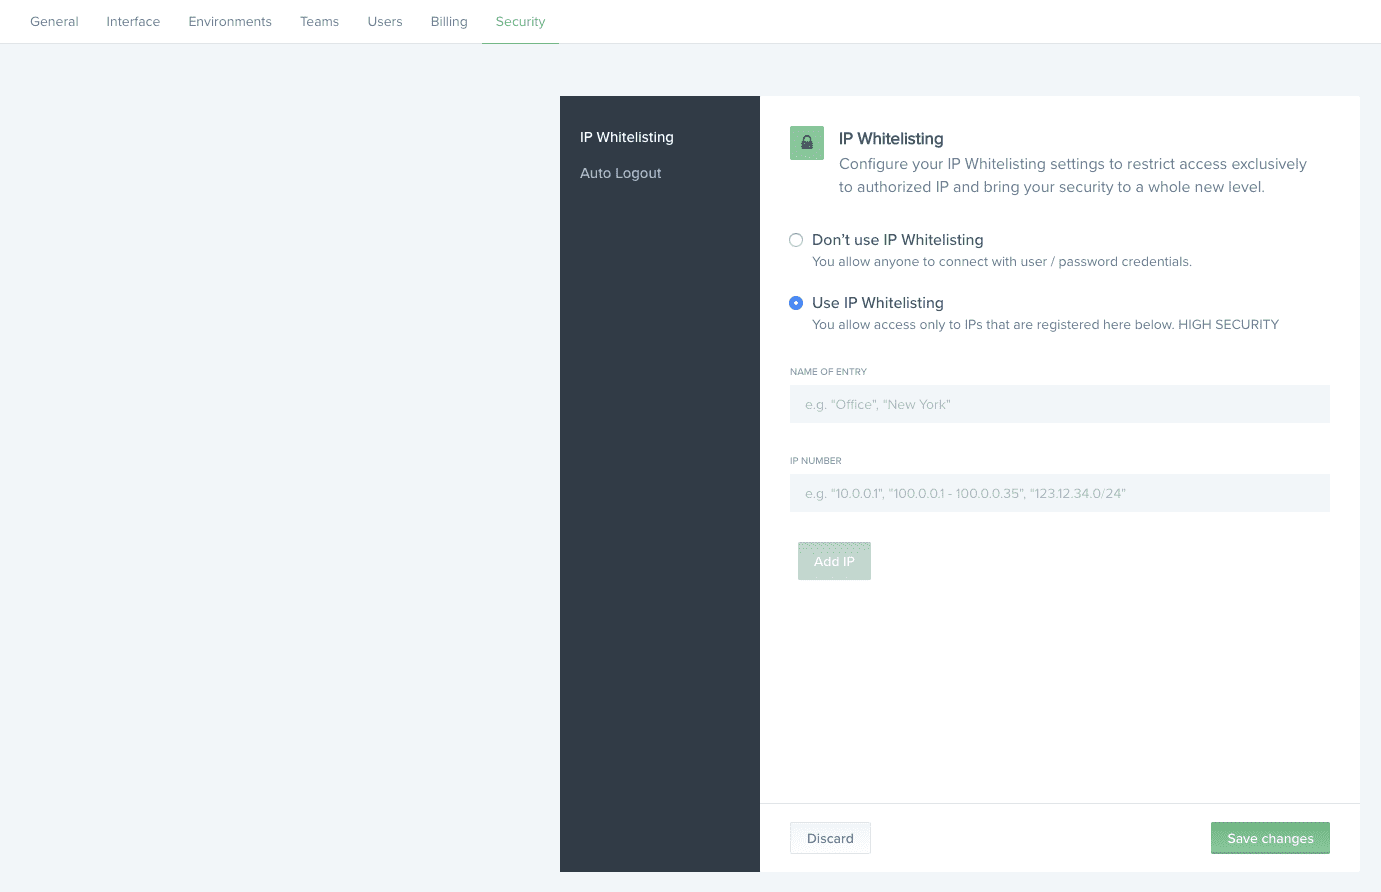 General Interface Environments Teams Users Billing Security
IP Whitelisting
Auto Logout
IP Whitelisting
Configure your IP Whitelisting settings to restrict access exclusively
to authorized IP and bring your security to a whole new level.
Don’t use IP Whitelisting
You allow anyone to connect with user / password credentials.
Use IP Whitelisting
You allow access only to IPs that are registered here below. HIGH SECURITY
NAME OF ENTRY
e.g. "Office", "New York"
IP NUMBER
e.g. "10.0.0.1", "100.0.0.1 - 100.0.0.35", "123.12.34.0/24"
Add IP
Discard
Save changes